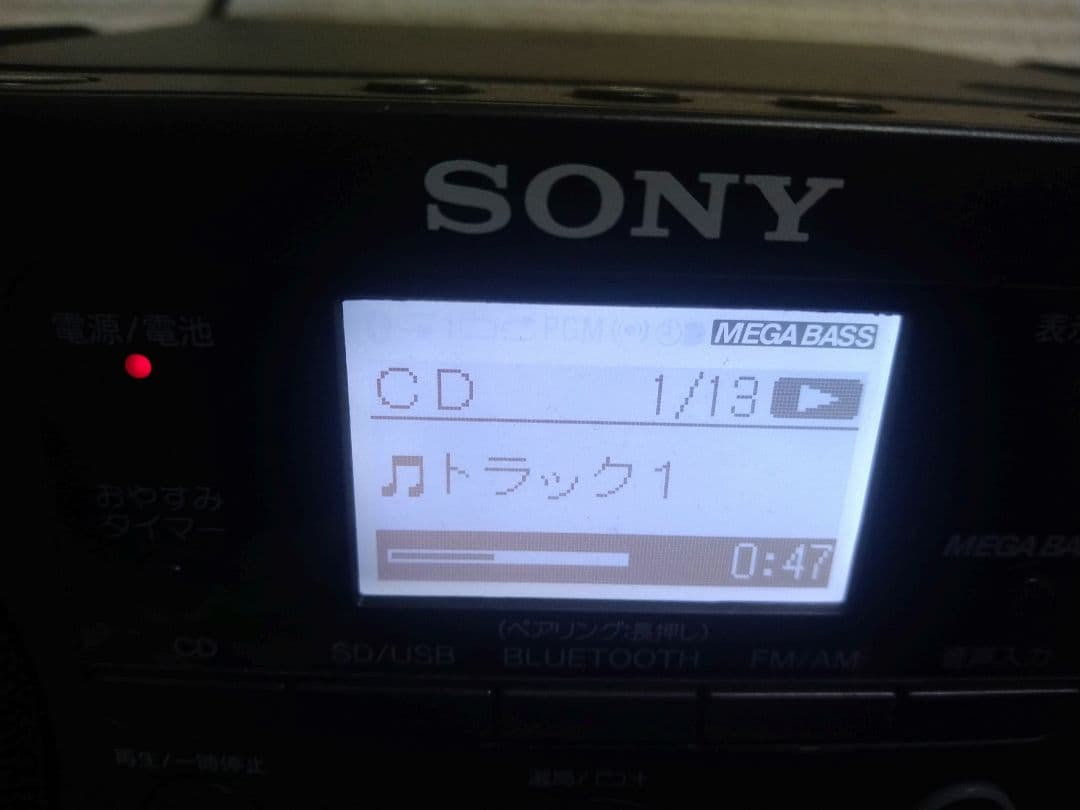 SONY
電源/電池
PGM
MEGA BASS
CD 1/13
トラック1
0:47
おやすみ
タイマー
MEGA BA
(ペアリング:長押し)
CD
SD/USB
BLUETOOTH
FM/AM
音声入力
再生/一時停止